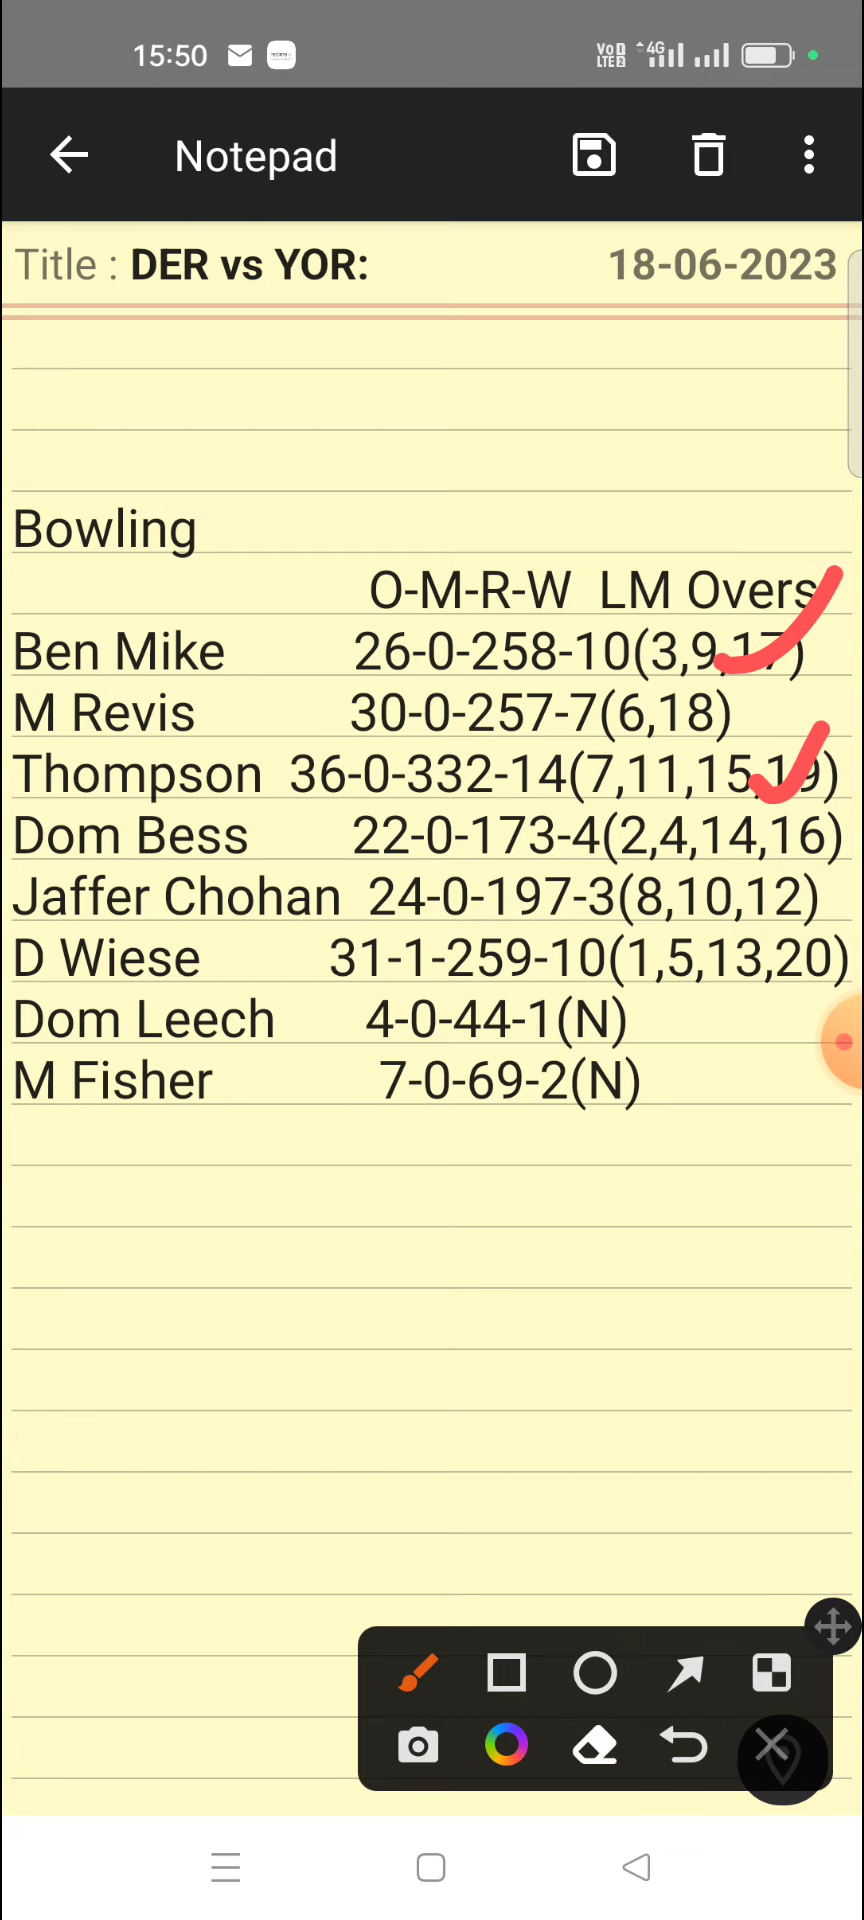 15:50
VoD LTE2 4G
Notepad
Title : DER vs YOR: 18-06-2023
Bowling
O-M-R-W LM Overs
Ben Mike 26-0-258-10(3,9,17)
M Revis 30-0-257-7(6,18)
Thompson 36-0-332-14(7,11,15,19)
Dom Bess 22-0-173-4(2,4,14,16)
Jaffer Chohan 24-0-197-3(8,10,12)
D Wiese 31-1-259-10(1,5,13,20)
Dom Leech 4-0-44-1(N)
M Fisher 7-0-69-2(N)